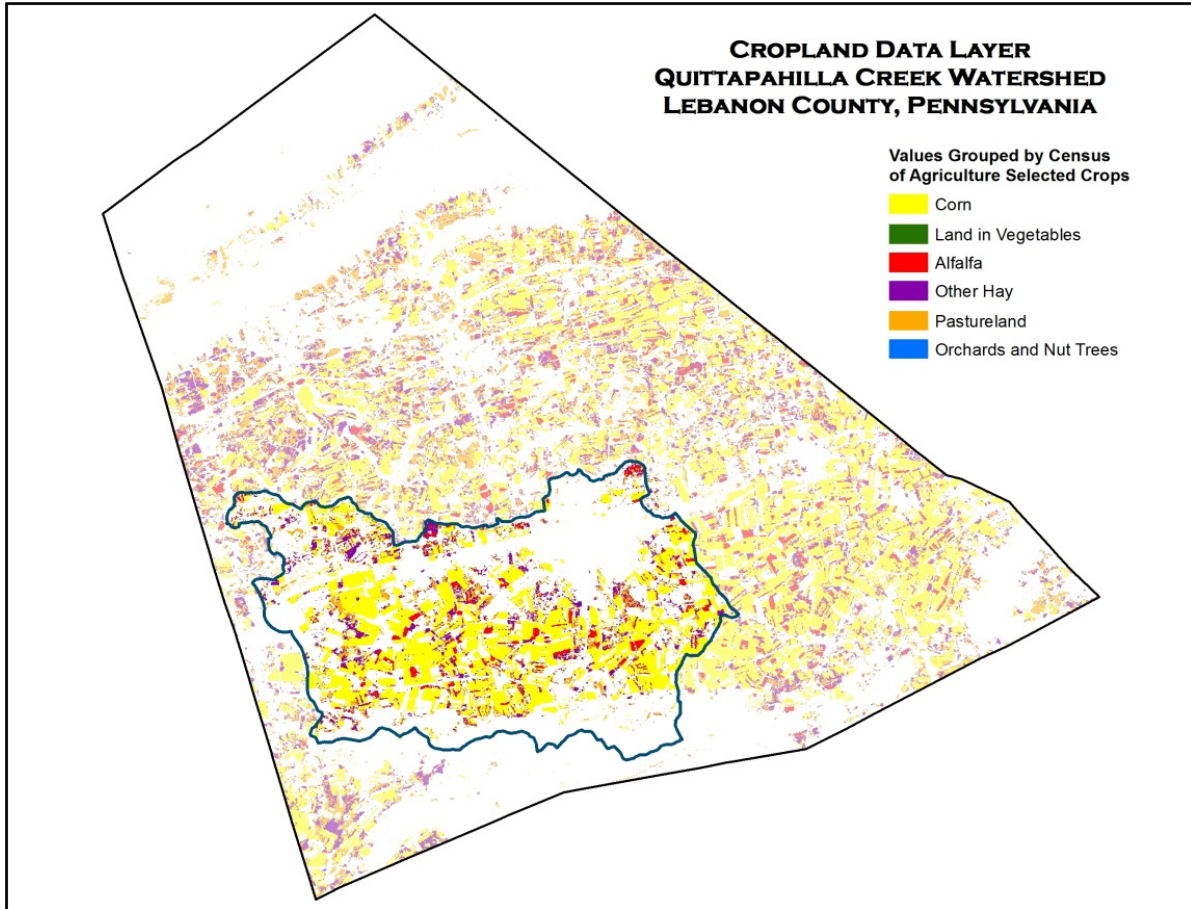 CROPLAND DATA LAYER
QUITTAPAHILLA CREEK WATERSHED
LEBANON COUNTY, PENNSYLVANIA
Values Grouped by Census
of Agriculture Selected Crops
Corn
Land in Vegetables
Alfalfa
Other Hay
Pastureland
Orchards and Nut Trees